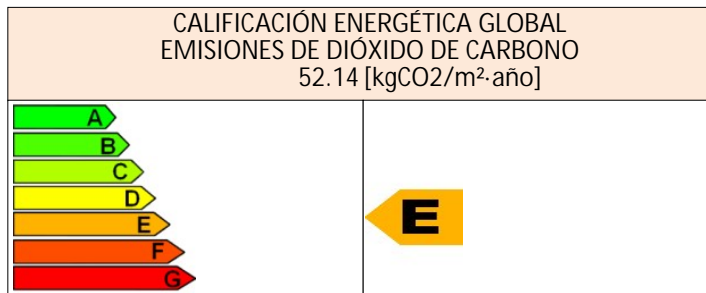 CALIFICACIÓN ENERGÉTICA GLOBAL
EMISIONES DE DIÓXIDO DE CARBONO
52.14 [kgCO2/m²·año]
A
B
C
D
E
E
F
G